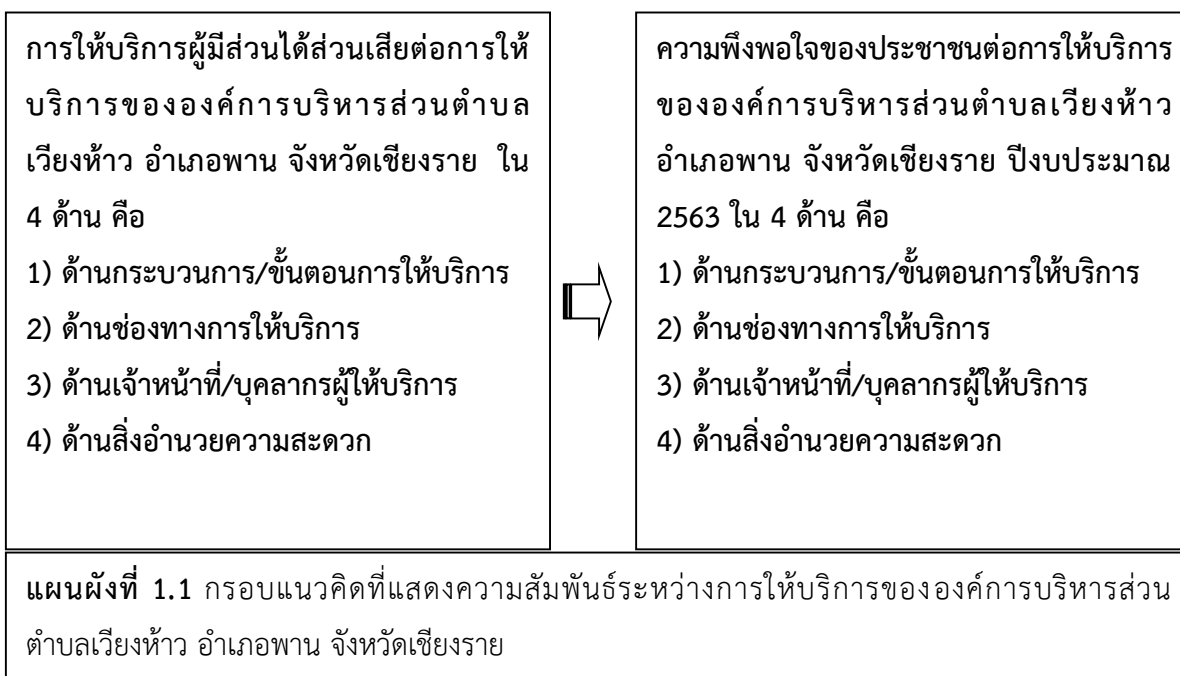 การให้บริการผู้มีส่วนได้ส่วนเสียต่อการให้
บริการขององค์การบริหารส่วนตำบล
เวียงห้าว อำเภอพาน จังหวัดเชียงราย ใน
4 ด้าน คือ
1) ด้านกระบวนการ/ขั้นตอนการให้บริการ
2) ด้านช่องทางการให้บริการ
3) ด้านเจ้าหน้าที่/บุคลากรผู้ให้บริการ
4) ด้านสิ่งอำนวยความสะดวก
ความพึงพอใจของประชาชนต่อการให้บริการ
ขององค์การบริหารส่วนตำบลเวียงห้าว
อำเภอพาน จังหวัดเชียงราย ปีงบประมาณ
2563 ใน 4 ด้าน คือ
1) ด้านกระบวนการ/ขั้นตอนการให้บริการ
2) ด้านช่องทางการให้บริการ
3) ด้านเจ้าหน้าที่/บุคลากรผู้ให้บริการ
4) ด้านสิ่งอำนวยความสะดวก
แผนผังที่ 1.1 กรอบแนวคิดที่แสดงความสัมพันธ์ระหว่างการให้บริการขององค์การบริหารส่วน
ตำบลเวียงห้าว อำเภอพาน จังหวัดเชียงราย